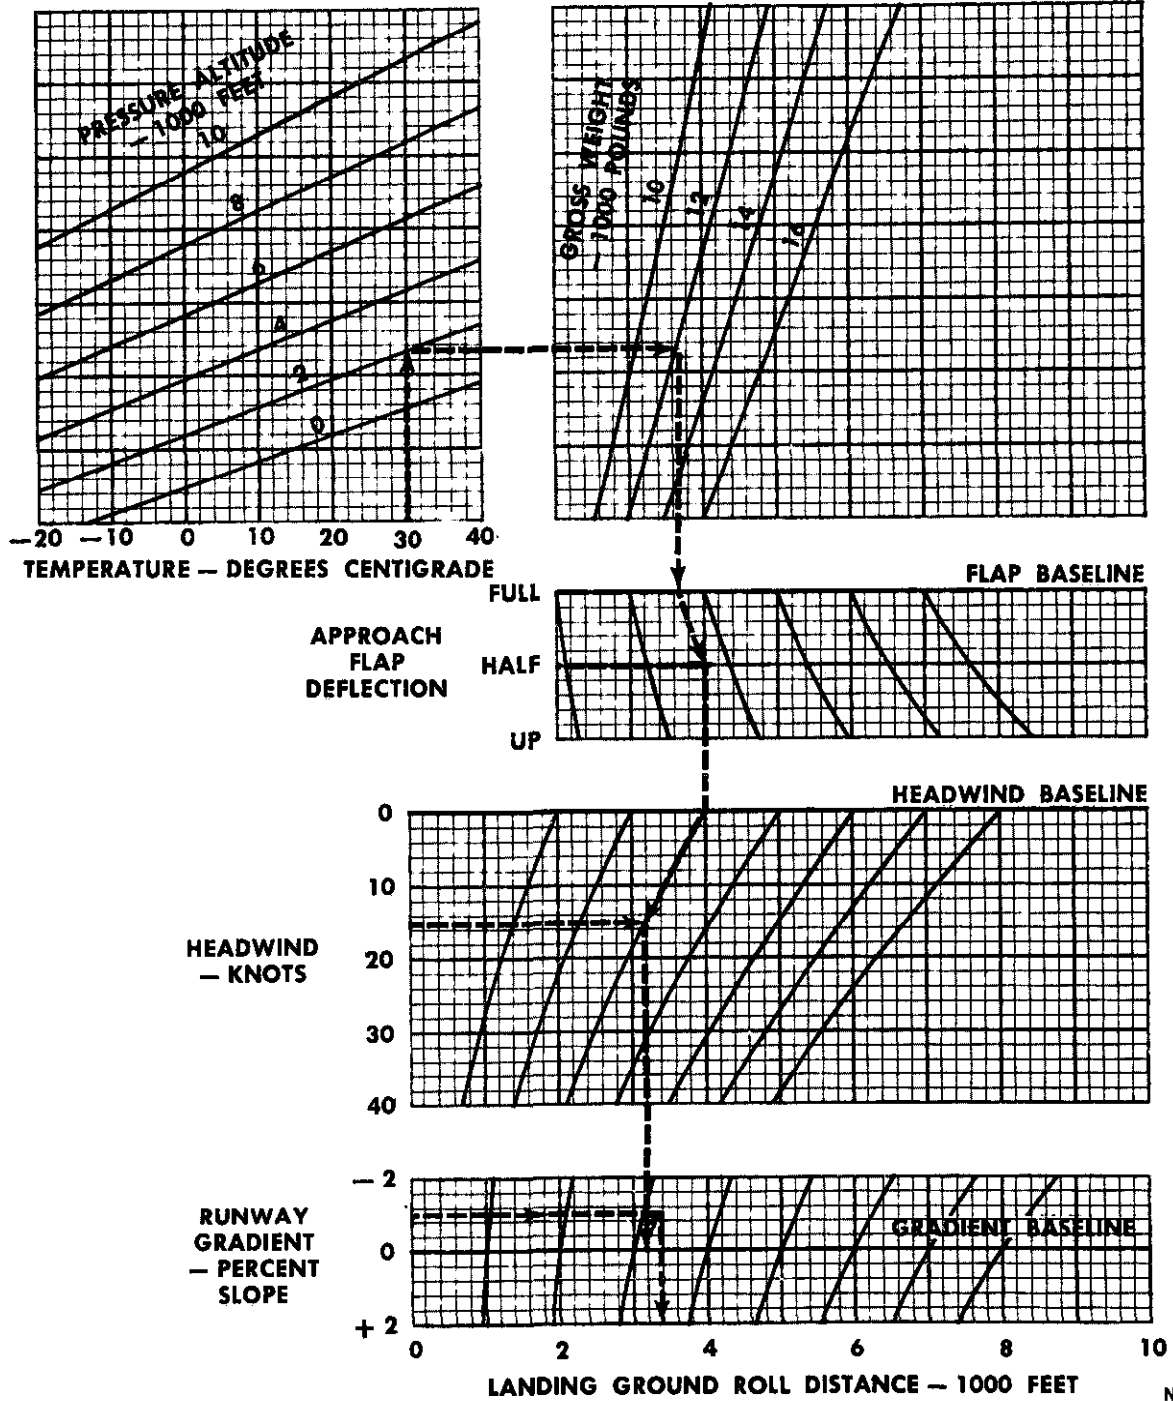 PRESSURE ALTITUDE
— 1000 FEET
10
8
6
4
2
0
—20 —10 0 10 20 30 40
TEMPERATURE — DEGREES CENTIGRADE
GROSS WEIGHT
— 1000 POUNDS
10
12
14
16
FLAP BASELINE
APPROACH
FLAP
DEFLECTION
FULL
HALF
UP
HEADWIND BASELINE
HEADWIND
— KNOTS
0
10
20
30
40
RUNWAY
GRADIENT
— PERCENT
SLOPE
— 2
0
+ 2
GRADIENT BASELINE
0 2 4 6 8 10
LANDING GROUND ROLL DISTANCE — 1000 FEET
N